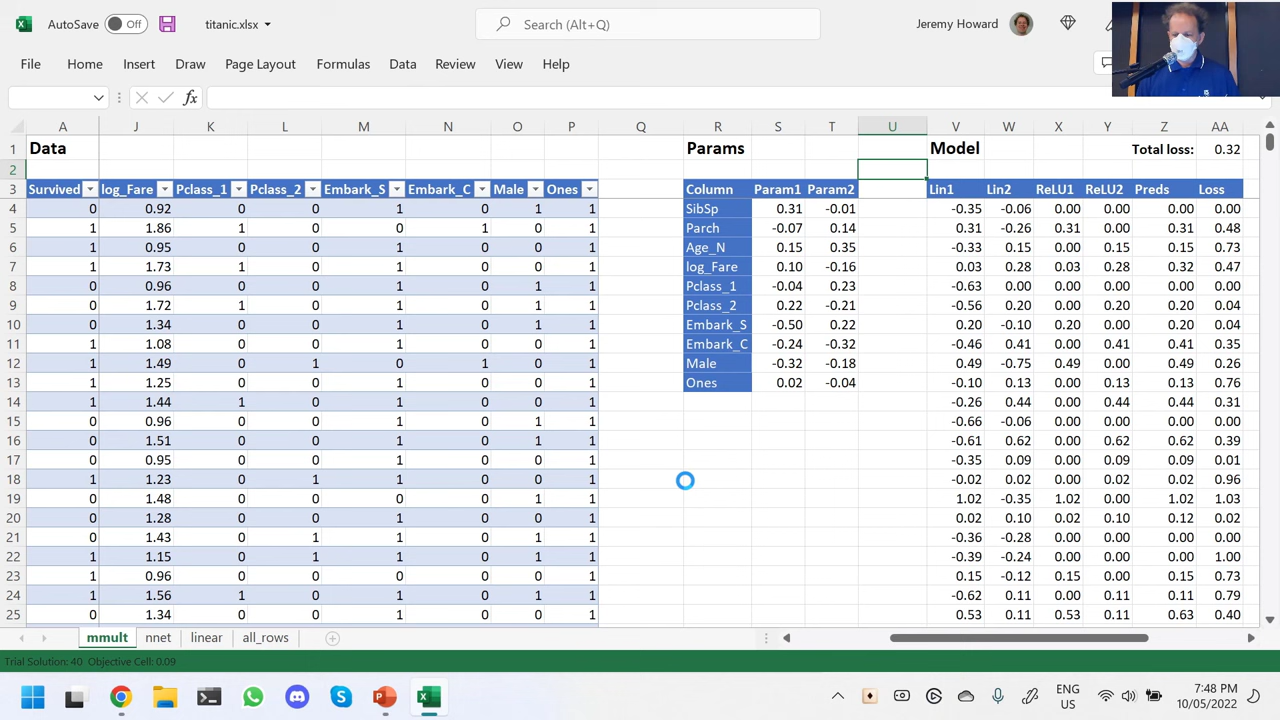 AutoSave Off titanic.xlsx Search (Alt+Q) Jeremy Howard
File Home Insert Draw Page Layout Formulas Data Review View Help
fx
A J K L M N O P Q R S T U V W X Y Z AA
1 Data Params Model Total loss: 0.32
2
3 Survived log_Fare Pclass_1 Pclass_2 Embark_S Embark_C Male Ones Column Param1 Param2 Lin1 Lin2 ReLU1 ReLU2 Preds Loss
4 0 0.92 0 0 1 0 1 1 SibSp 0.31 -0.01 -0.35 -0.06 0.00 0.00 0.00 0.00
5 1 1.86 1 0 0 1 0 1 Parch -0.07 0.14 0.31 -0.26 0.31 0.00 0.31 0.48
6 1 0.95 0 0 1 0 0 1 Age_N 0.15 0.35 -0.33 0.15 0.00 0.15 0.15 0.73
7 1 1.73 1 0 1 0 0 1 log_Fare 0.10 -0.16 0.03 0.28 0.03 0.28 0.32 0.47
8 0 0.96 0 0 1 0 1 1 Pclass_1 -0.04 0.23 -0.63 0.00 0.00 0.00 0.00 0.00
9 0 1.72 1 0 1 0 1 1 Pclass_2 0.22 -0.21 -0.56 0.20 0.00 0.20 0.20 0.04
10 0 1.34 0 0 1 0 1 1 Embark_S -0.50 0.22 0.20 -0.10 0.20 0.00 0.20 0.04
11 1 1.08 0 0 1 0 0 1 Embark_C -0.24 -0.32 -0.46 0.41 0.00 0.41 0.41 0.35
12 1 1.49 0 1 0 1 0 1 Male -0.32 -0.18 0.49 -0.75 0.49 0.00 0.49 0.26
13 1 1.25 0 0 1 0 0 1 Ones 0.02 -0.04 -0.10 0.13 0.00 0.13 0.13 0.76
14 1 1.44 1 0 1 0 0 1 -0.26 0.44 0.00 0.44 0.44 0.31
15 0 0.96 0 0 1 0 1 1 -0.66 -0.06 0.00 0.00 0.00 0.00
16 0 1.51 0 0 1 0 1 1 -0.61 0.62 0.00 0.62 0.62 0.39
17 0 0.95 0 0 1 0 0 1 -0.35 0.09 0.00 0.09 0.09 0.01
18 1 1.23 0 1 1 0 0 1 -0.02 0.02 0.00 0.02 0.02 0.96
19 0 1.48 0 0 0 0 1 1 1.02 -0.35 1.02 0.00 1.02 1.03
20 0 1.28 0 0 1 0 0 1 0.02 0.10 0.02 0.10 0.12 0.02
21 0 1.43 0 1 1 0 1 1 -0.36 -0.28 0.00 0.00 0.00 0.00
22 1 1.15 0 1 1 0 1 1 -0.39 -0.24 0.00 0.00 0.00 1.00
23 1 0.96 0 0 0 0 0 1 0.15 -0.12 0.15 0.00 0.15 0.73
24 1 1.56 1 0 1 0 1 1 -0.62 0.11 0.00 0.11 0.11 0.79
25 0 1.34 0 0 1 0 0 1 0.53 0.11 0.53 0.11 0.63 0.40
mmult nnet linear all_rows
Trial Solution: 40 Objective Cell: 0.09
ENG 7:48 PM
US 10/05/2022